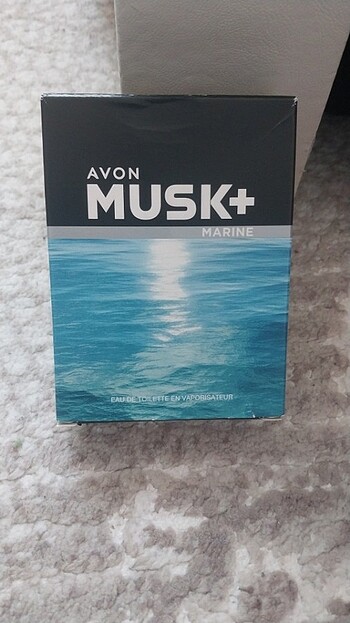 AVON
MUSK+
MARINE
EAU DE TOILETTE EN VAPORISATEUR